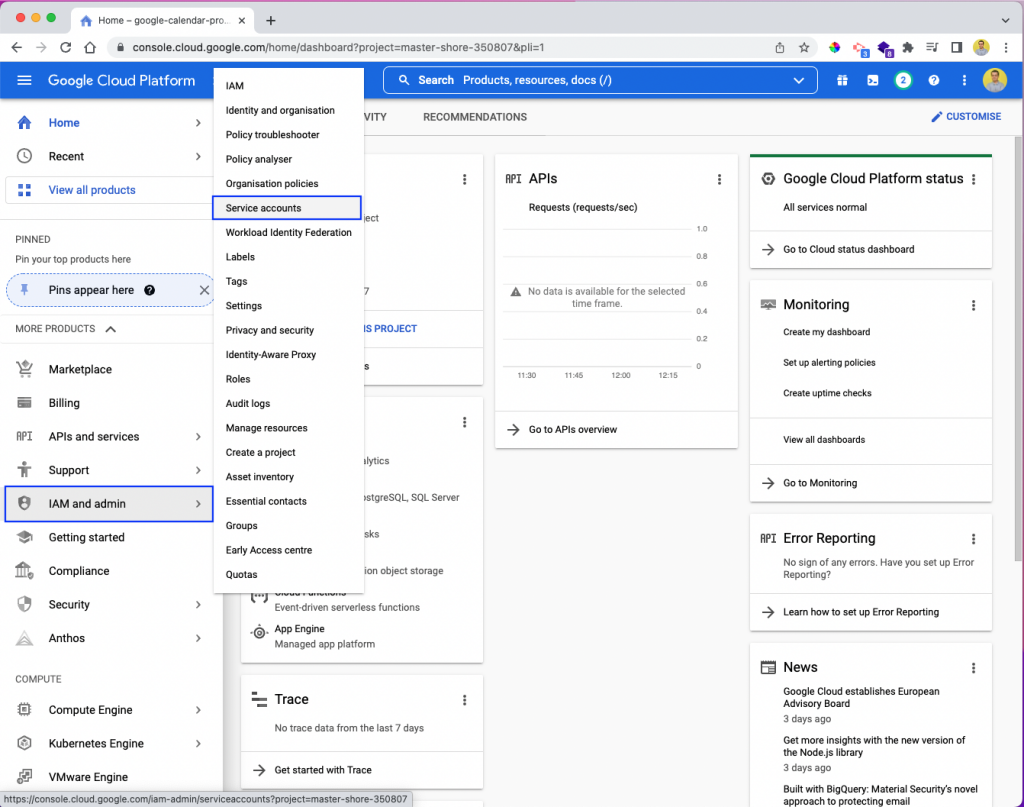 Home – google-calendar-pro...
console.cloud.google.com/home/dashboard?project=master-shore-350807&pli=1
3
8
Google Cloud Platform
Search Products, resources, docs (/)
2
Home
Recent
View all products
PINNED
Pin your top products here
Pins appear here
MORE PRODUCTS
Marketplace
Billing
API
APIs and services
Support
IAM and admin
Getting started
Compliance
Security
Anthos
COMPUTE
Compute Engine
Kubernetes Engine
VMware Engine
https://console.cloud.google.com/iam-admin/serviceaccounts?project=master-shore-350807
IAM
Identity and organisation
Policy troubleshooter
Policy analyser
Organisation policies
Service accounts
Workload Identity Federation
Labels
Tags
Settings
Privacy and security
Identity-Aware Proxy
Roles
Audit logs
Manage resources
Create a project
Asset inventory
Essential contacts
Groups
Early Access centre
Quotas
VITY
RECOMMENDATIONS
CUSTOMISE
ject
7
IS PROJECT
s
alytics
ostgreSQL, SQL Server
sks
ion object storage
Cloud Functions
Event-driven serverless functions
App Engine
Managed app platform
Trace
No trace data from the last 7 days
Get started with Trace
API APIs
Requests (requests/sec)
1.0
0.8
0.6
0.4
0.2
0
No data is available for the selected
time frame.
11:30 11:45 12:00 12:15
Go to APIs overview
Google Cloud Platform status
All services normal
Go to Cloud status dashboard
Monitoring
Create my dashboard
Set up alerting policies
Create uptime checks
View all dashboards
Go to Monitoring
API Error Reporting
No sign of any errors. Have you set up Error
Reporting?
Learn how to set up Error Reporting
News
Google Cloud establishes European
Advisory Board
3 days ago
Get more insights with the new version of
the Node.js library
3 days ago
Built with BigQuery: Material Security's novel
approach to protecting email